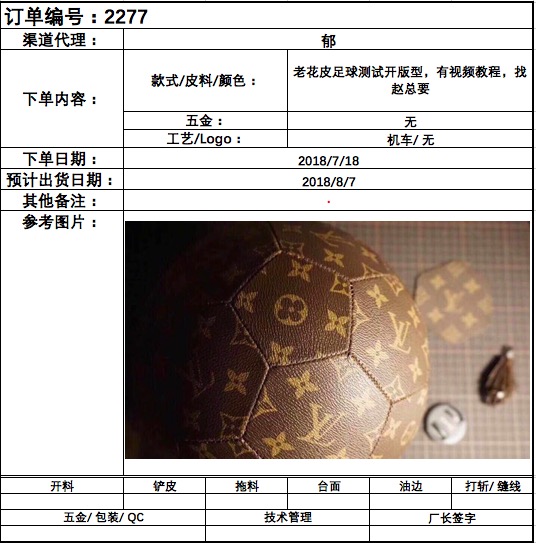 订单编号：2277
渠道代理： 郁
下单内容： 款式/皮料/颜色： 老花皮足球测试开版型，有视频教程，找
赵总要
五金： 无
工艺/Logo： 机车/ 无
下单日期： 2018/7/18
预计出货日期： 2018/8/7
其他备注：
参考图片：
开料 铲皮 拖料 台面 油边 打斩/ 缝线
五金/ 包装/ QC 技术管理 厂长签字